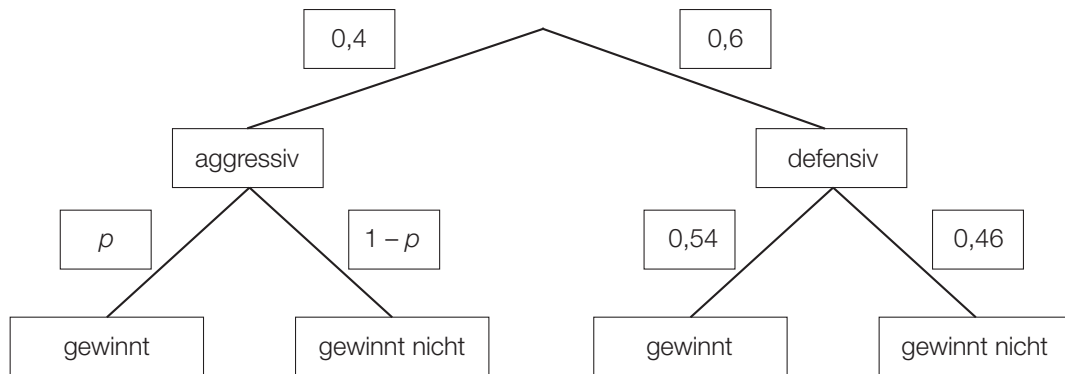 0,4
0,6
aggressiv
defensiv
p
1 – p
0,54
0,46
gewinnt
gewinnt nicht
gewinnt
gewinnt nicht